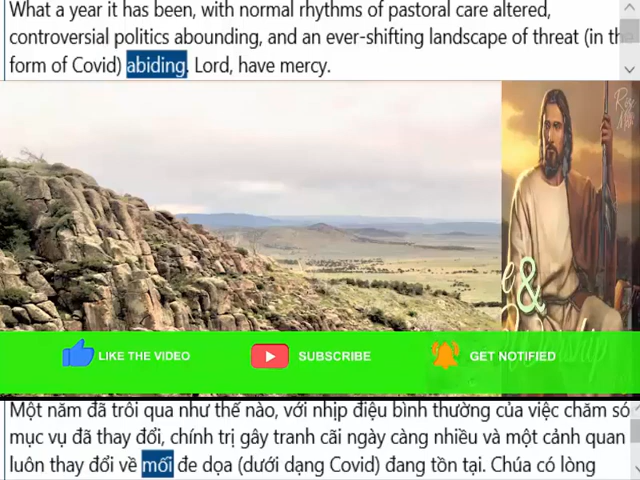 What a year it has been, with normal rhythms of pastoral care altered,
controversial politics abounding, and an ever-shifting landscape of threat (in the
form of Covid) abiding. Lord, have mercy.
&
LIKE THE VIDEO
SUBSCRIBE
GET NOTIFIED
Một năm đã trôi qua như thế nào, với nhịp điệu bình thường của việc chăm sóc
mục vụ đã thay đổi, chính trị gây tranh cãi ngày càng nhiều và một cảnh quan
luôn thay đổi về mối đe dọa (dưới dạng Covid) đang tồn tại. Chúa có lòng